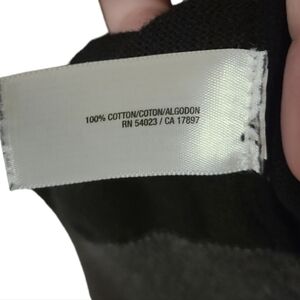 100% COTTON/COTON/ALGODON
RN 54023 / CA 17897